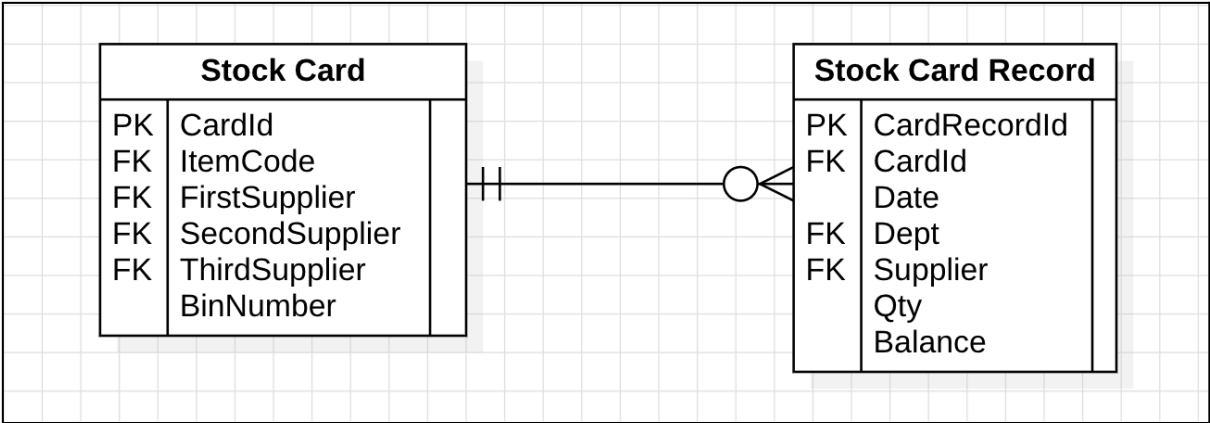 Stock Card
PK CardId
FK ItemCode
FK FirstSupplier
FK SecondSupplier
FK ThirdSupplier
BinNumber
Stock Card Record
PK CardRecordId
FK CardId
Date
FK Dept
FK Supplier
Qty
Balance